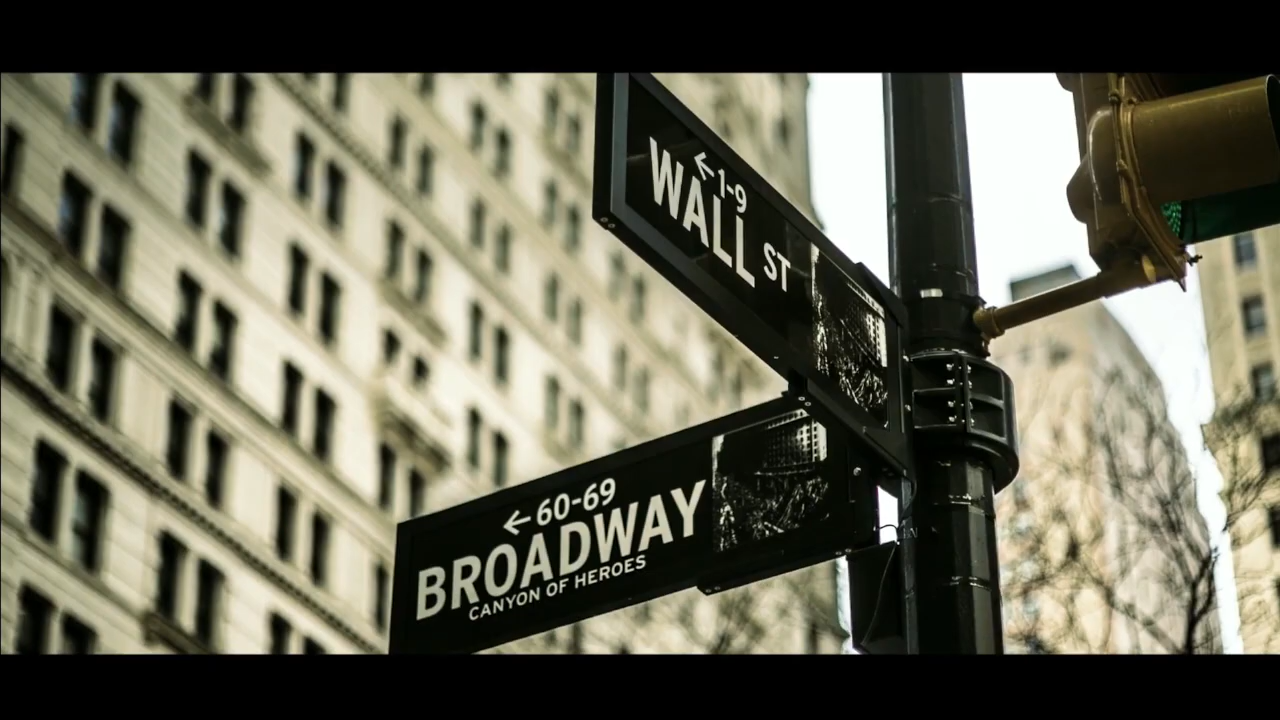 ←1-9
WALL ST
←60-69
BROADWAY
CANYON OF HEROES